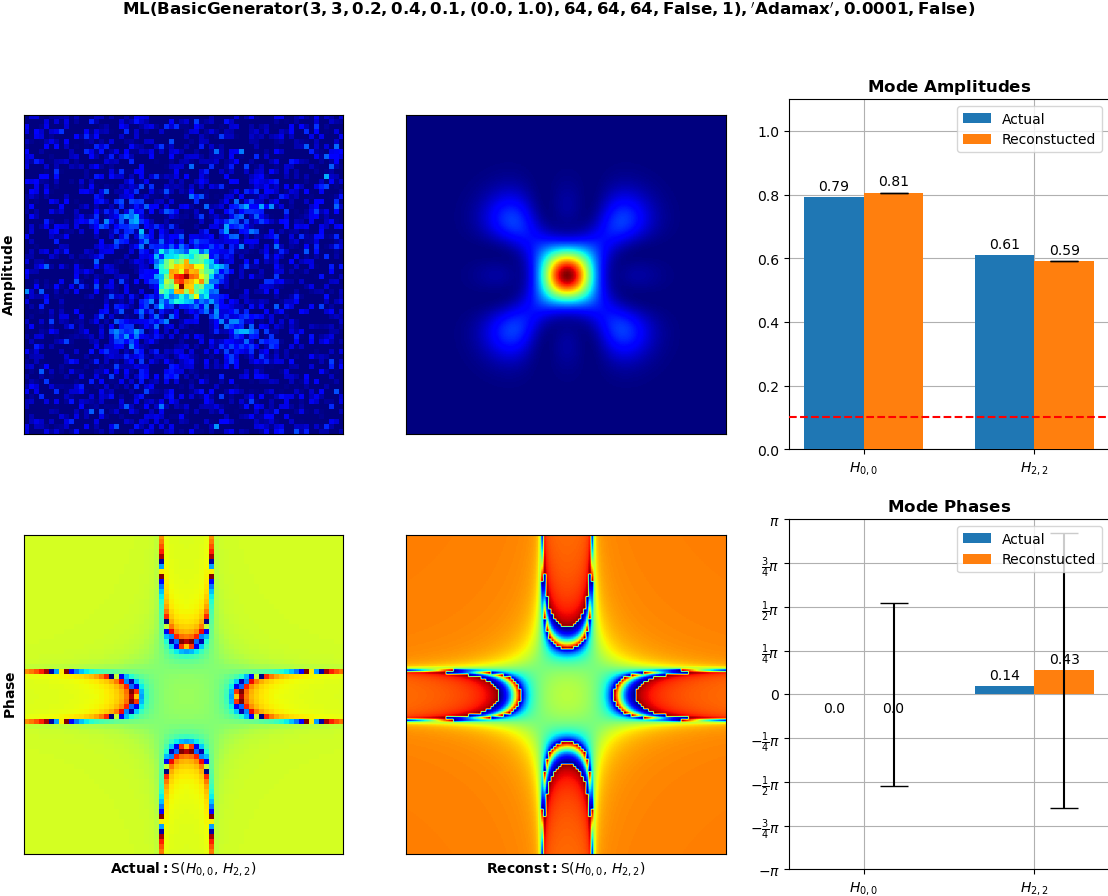 ML(BasicGenerator(3, 3, 0.2, 0.4, 0.1, (0.0, 1.0), 64, 64, 64, False, 1), ′Adamax′, 0.0001, False)
Mode Amplitudes
Actual
Reconstucted
1.0
0.8
0.6
0.4
0.2
0.0
0.79
0.81
0.61
0.59
H0, 0
H2, 2
Amplitude
Mode Phases
Actual
Reconstucted
π
3/4π
1/2π
1/4π
0
−1/4π
−1/2π
−3/4π
−π
0.0
0.0
0.14
0.43
H0, 0
H2, 2
Phase
Actual: S(H0, 0, H2, 2)
Reconst: S(H0, 0, H2, 2)